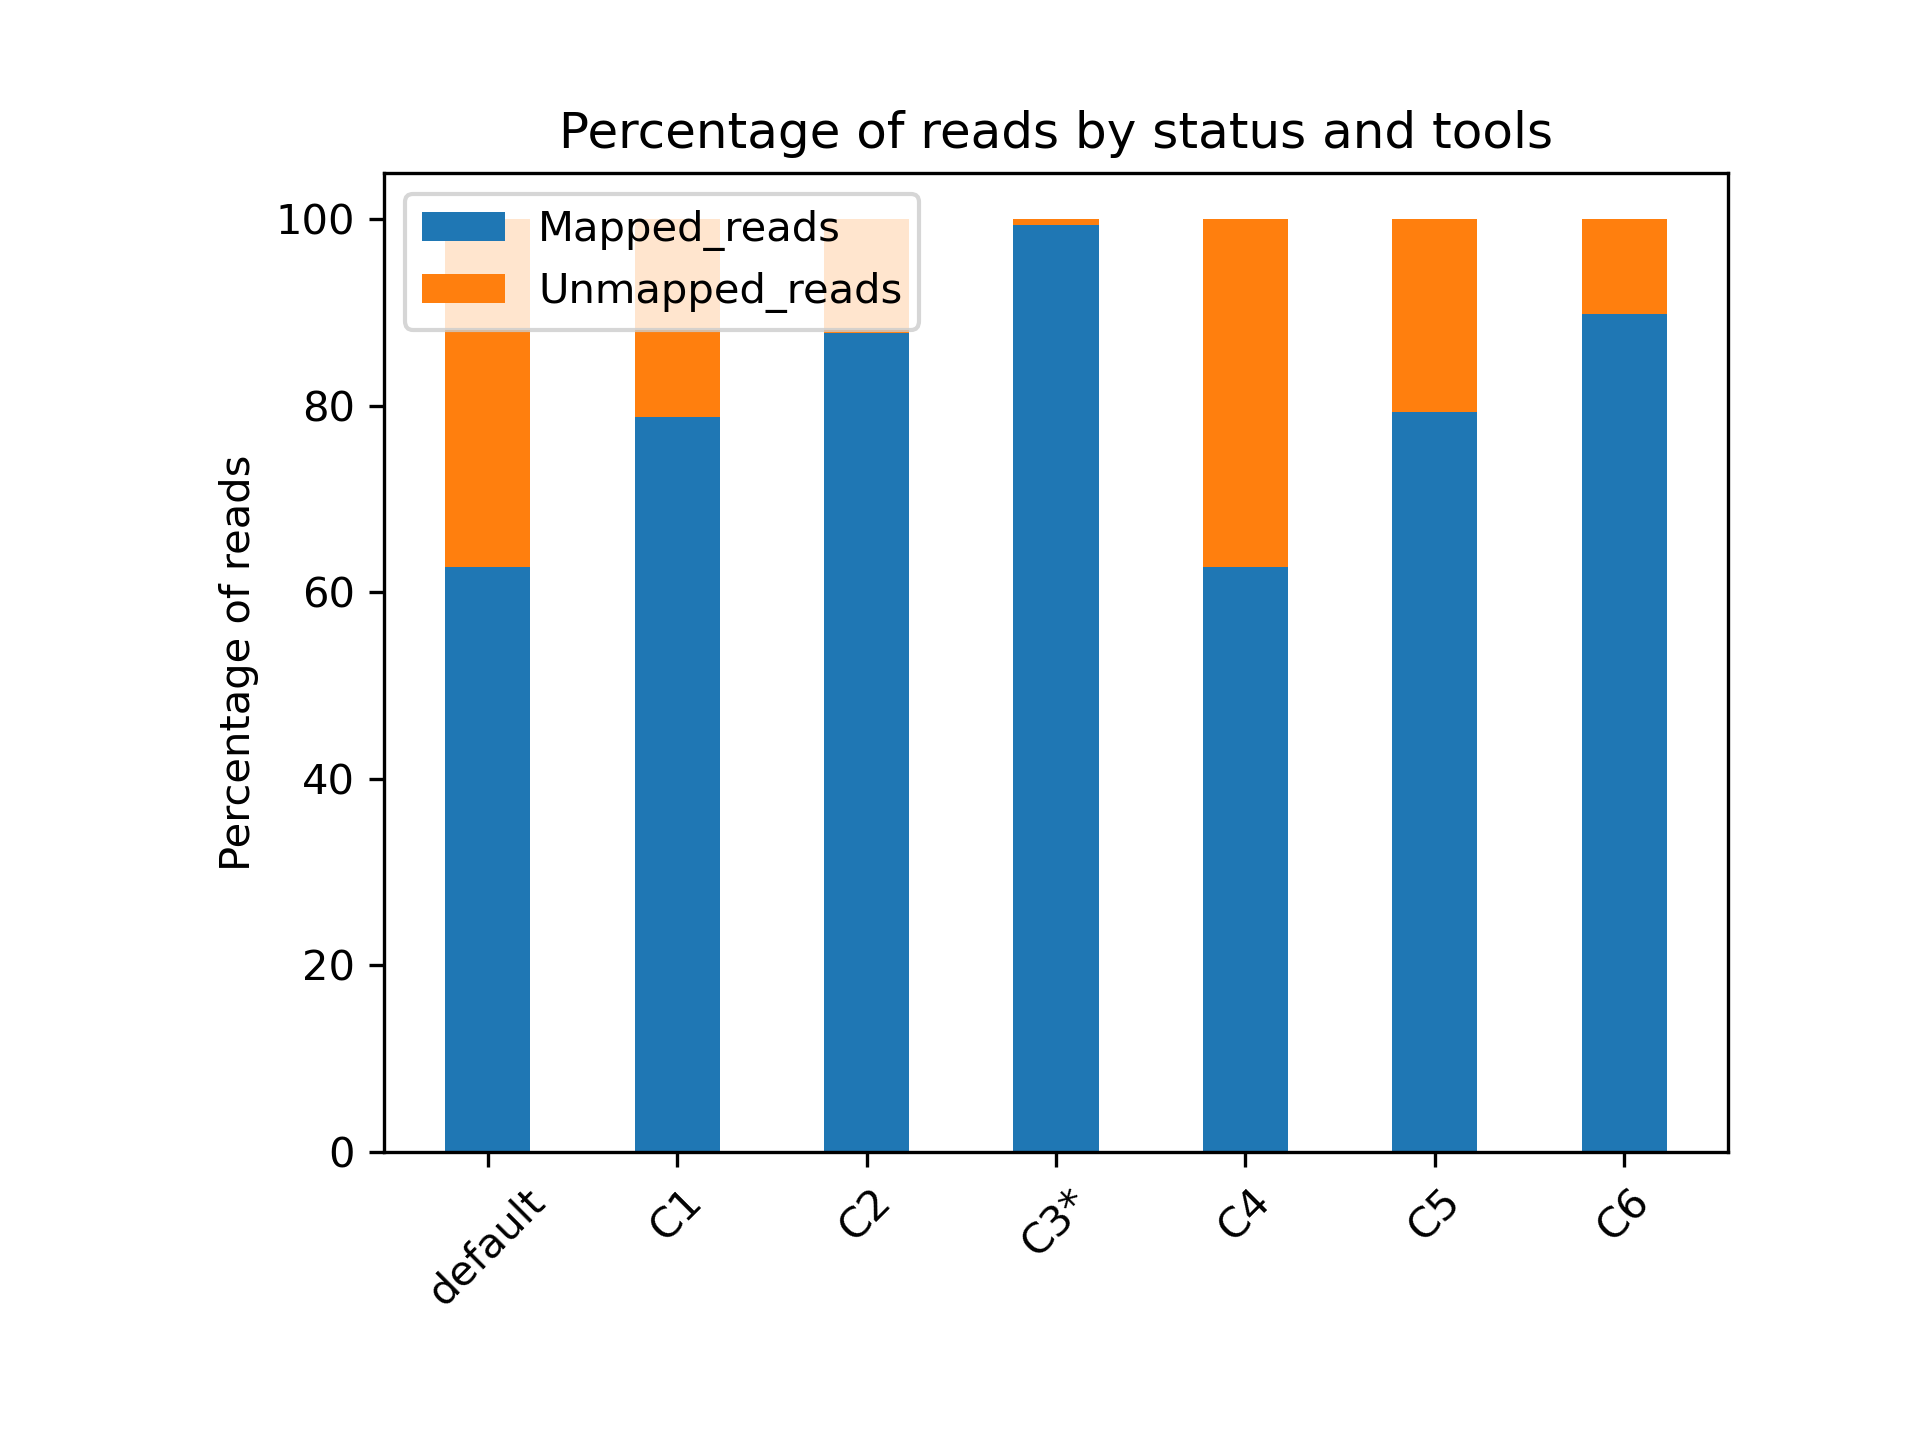 Percentage of reads by status and tools
Mapped_reads
Unmapped_reads
Percentage of reads
100
80
60
40
20
0
default
C1
C2
C3*
C4
C5
C6